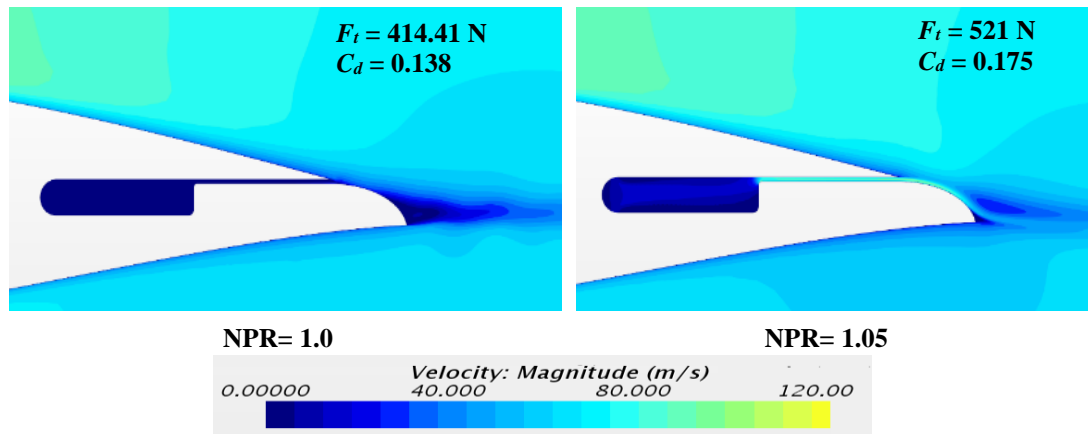 Ft = 414.41 N
Cd = 0.138
Ft = 521 N
Cd = 0.175
NPR= 1.0
NPR= 1.05
Velocity: Magnitude (m/s)
0.00000 40.000 80.000 120.00